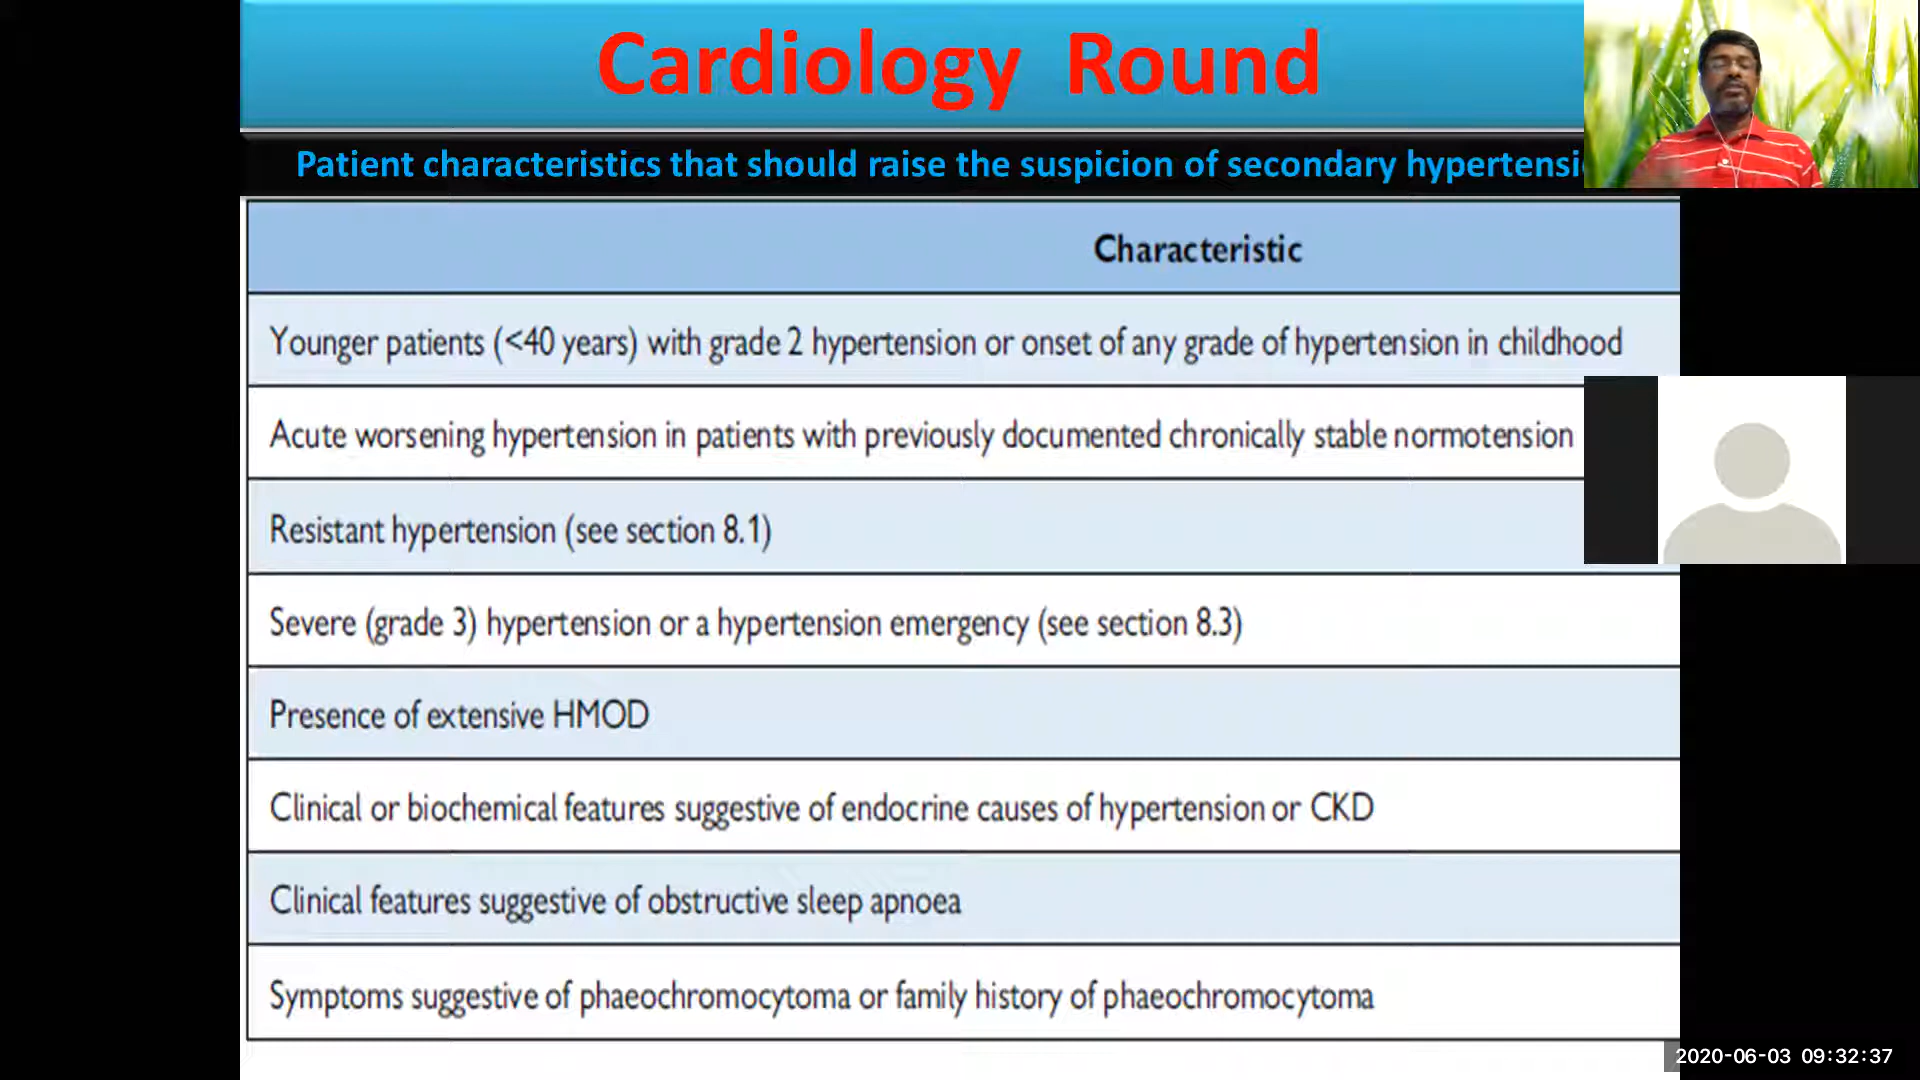 Cardiology Round
Patient characteristics that should raise the suspicion of secondary hypertensi
Characteristic
Younger patients (<40 years) with grade 2 hypertension or onset of any grade of hypertension in childhood
Acute worsening hypertension in patients with previously documented chronically stable normotension
Resistant hypertension (see section 8.1)
Severe (grade 3) hypertension or a hypertension emergency (see section 8.3)
Presence of extensive HMOD
Clinical or biochemical features suggestive of endocrine causes of hypertension or CKD
Clinical features suggestive of obstructive sleep apnoea
Symptoms suggestive of phaeochromocytoma or family history of phaeochromocytoma
2020-06-03 09:32:37